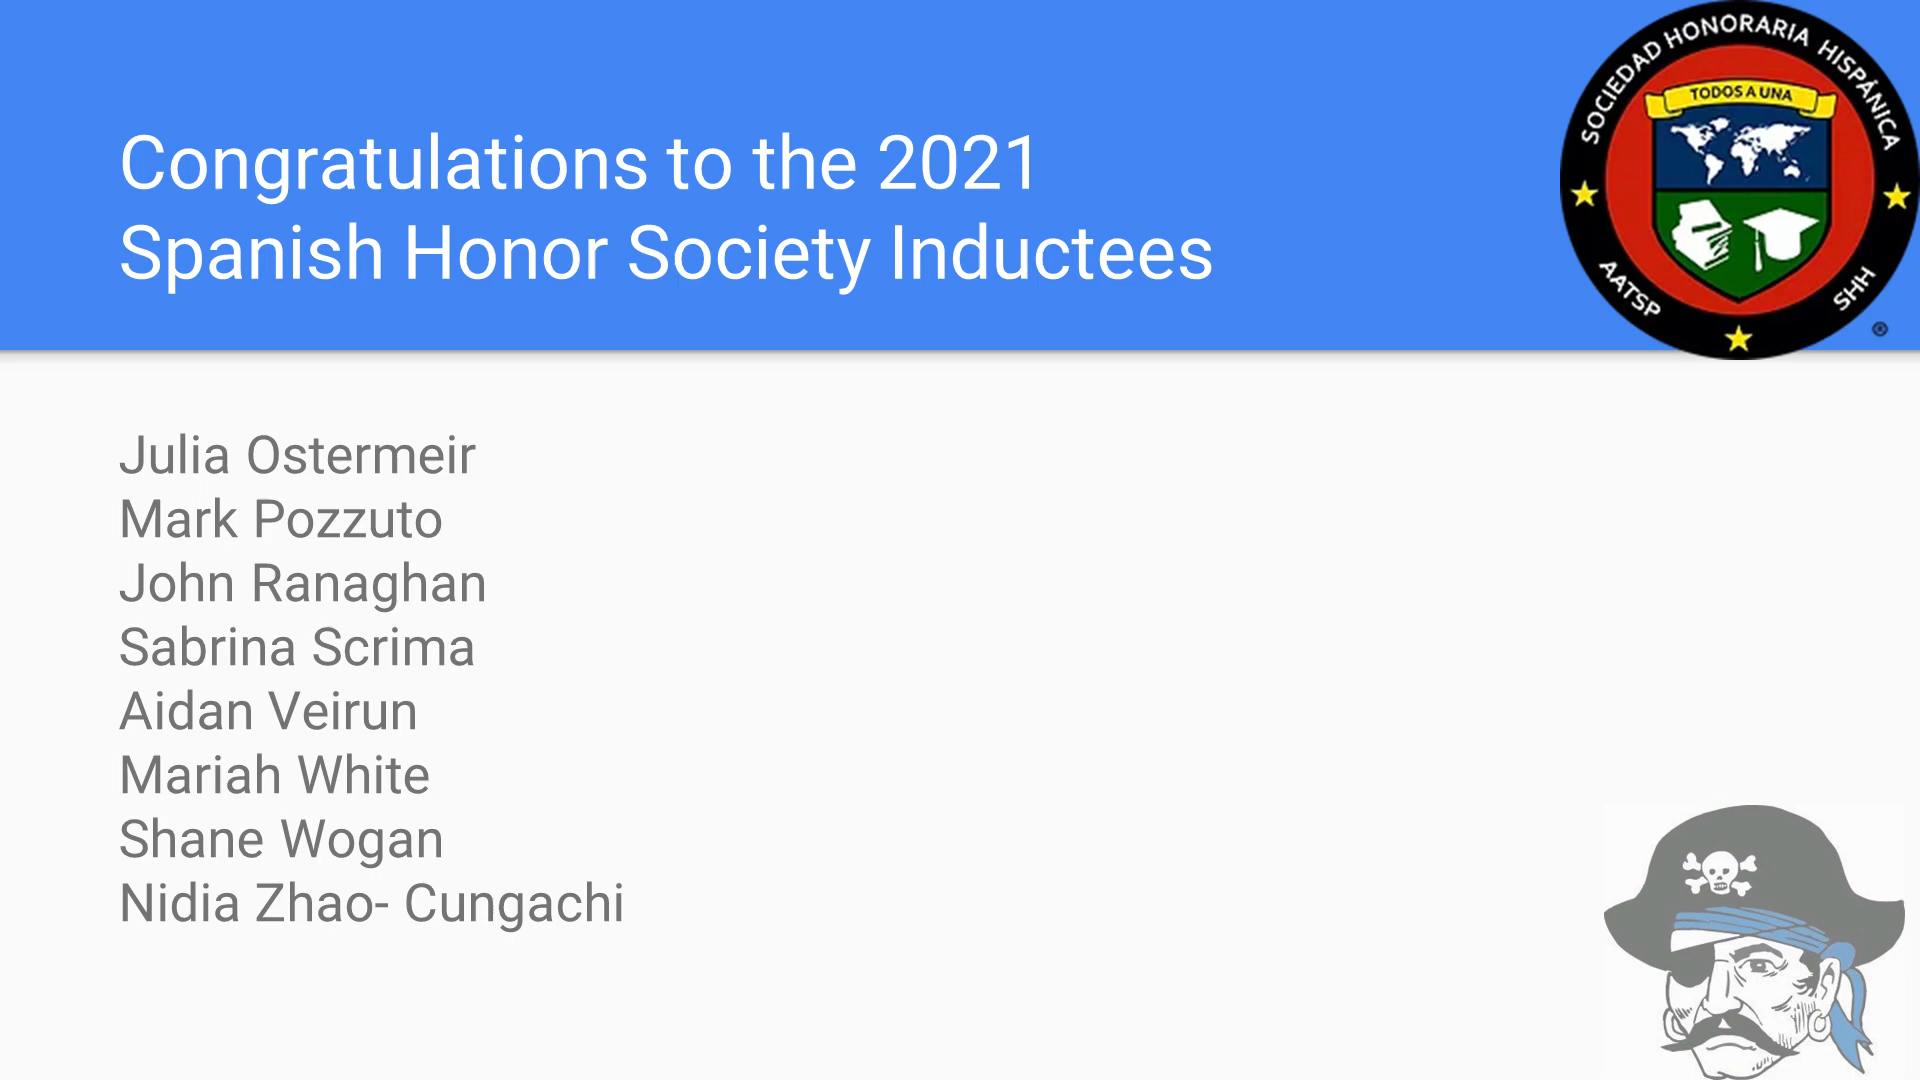 Congratulations to the 2021
Spanish Honor Society Inductees
SOCIEDAD HONORARIA HISPÁNICA
TODOS A UNA
AATSP
SHH
®
Julia Ostermeir
Mark Pozzuto
John Ranaghan
Sabrina Scrima
Aidan Veirun
Mariah White
Shane Wogan
Nidia Zhao- Cungachi